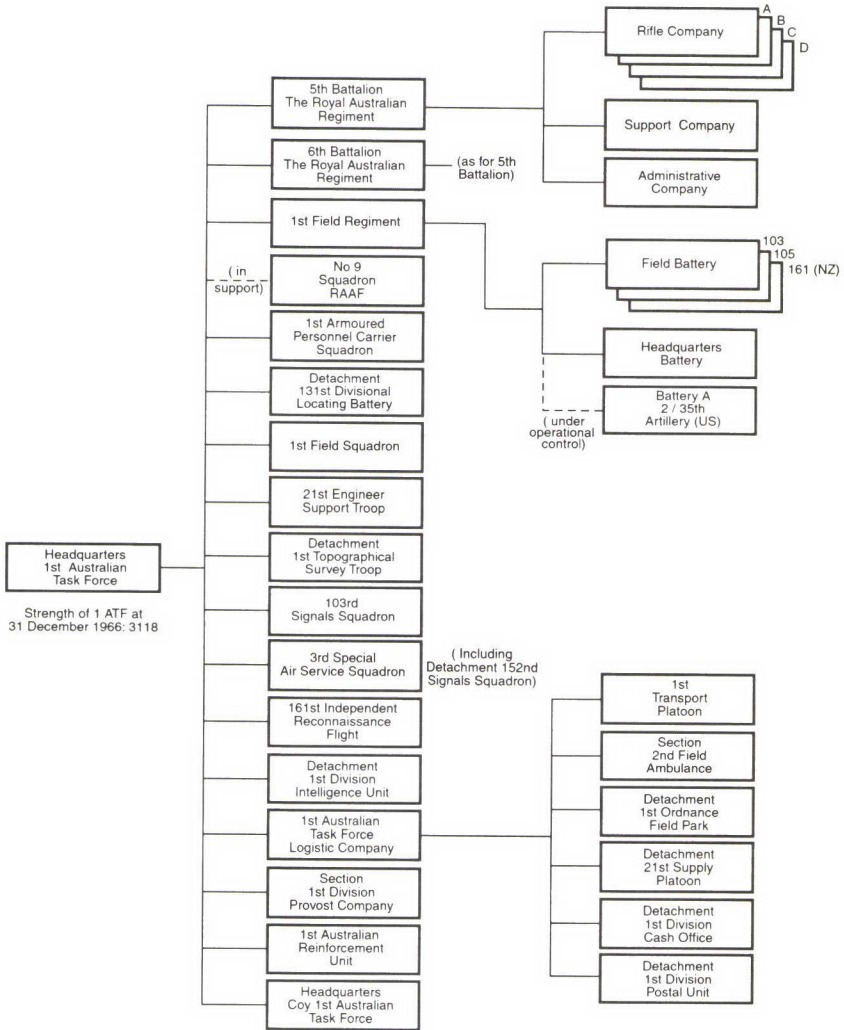 Headquarters
1st Australian
Task Force
Strength of 1 ATF at
31 December 1966: 3118
5th Battalion
The Royal Australian
Regiment
6th Battalion
The Royal Australian
Regiment
(as for 5th
Battalion)
1st Field Regiment
( in
support)
No 9
Squadron
RAAF
1st Armoured
Personnel Carrier
Squadron
Detachment
131st Divisional
Locating Battery
1st Field Squadron
21st Engineer
Support Troop
Detachment
1st Topographical
Survey Troop
103rd
Signals Squadron
3rd Special
Air Service Squadron
( Including
Detachment 152nd
Signals Squadron)
161st Independent
Reconnaissance
Flight
Detachment
1st Division
Intelligence Unit
1st Australian
Task Force
Logistic Company
Section
1st Division
Provost Company
1st Australian
Reinforcement
Unit
Headquarters
Coy 1st Australian
Task Force
Rifle Company
A
B
C
D
Support Company
Administrative
Company
Field Battery
103
105
161 (NZ)
Headquarters
Battery
Battery A
2 / 35th
Artillery (US)
( under
operational
control)
1st
Transport
Platoon
Section
2nd Field
Ambulance
Detachment
1st Ordnance
Field Park
Detachment
21st Supply
Platoon
Detachment
1st Division
Cash Office
Detachment
1st Division
Postal Unit